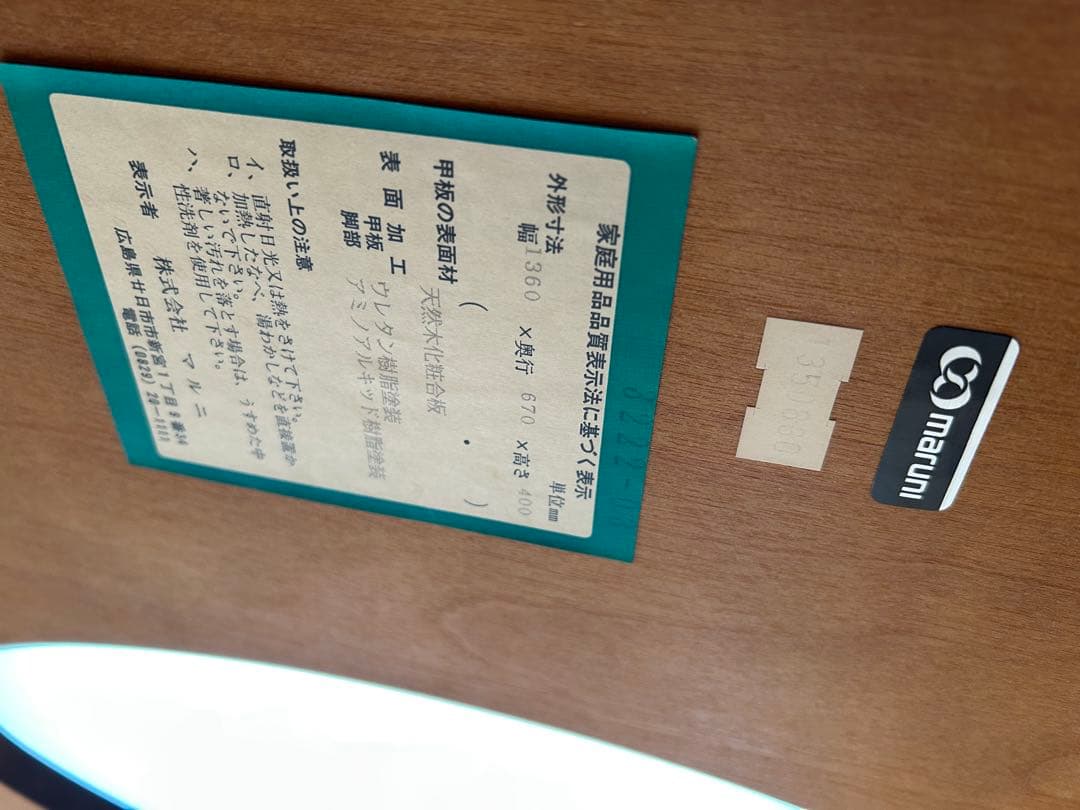 家庭用品品質表示法に基づく表示
外形寸法
単位mm
幅1360 ×奥行 670 ×高さ 400
甲板の表面材 天然木化粧合板
( ・ )
表面加工
甲板 ウレタン樹脂塗装
脚部 アミノアルキッド樹脂塗装
取扱い上の注意
イ、直射日光又は熱をさけて下さい。
ロ、加熱したなべ、湯わかしなどを直接置か
ないで下さい。
ハ、著しい汚れを落とす場合は、うすめた中
性洗剤を使用して下さい。
表示者 株式会社 マルニ
広島県廿日市市新宮1丁目
電話(0829)
maruni